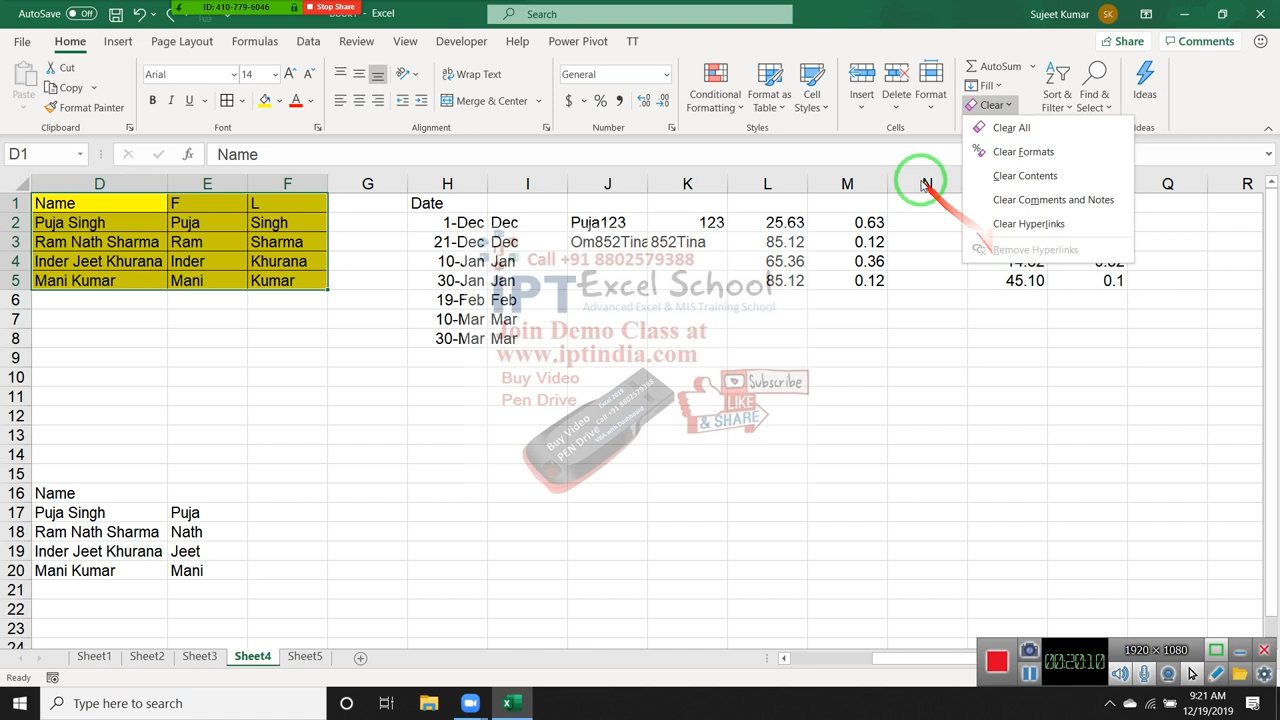 ID: 410-779-6046
Stop Share
AutoSave
Off
Excel
Search
Sujeet Kumar
SK
File
Home
Insert
Page Layout
Formulas
Data
Review
View
Developer
Help
Power Pivot
TT
Share
Comments
Paste
Cut
Copy
Format Painter
Clipboard
Arial
14
Font
Wrap Text
Merge & Center
Alignment
General
Number
Conditional Formatting
Format as Table
Cell Styles
Styles
Insert
Delete
Format
Cells
AutoSum
Fill
Clear
Sort & Filter
Find & Select
Ideas
Ideas
Clear All
Clear Formats
Clear Contents
Clear Comments and Notes
Clear Hyperlinks
Remove Hyperlinks
D1
Name
D E F G H I J K L M N Q R
1 Name F L Date
2 Puja Singh Puja Singh 1-Dec Dec Puja123 123 25.63 0.63
3 Ram Nath Sharma Ram Sharma 21-Dec Dec Om852Tina 852Tina 85.12 0.12
4 Inder Jeet Khurana Inder Khurana 10-Jan Jan 65.36 0.36
5 Mani Kumar Mani Kumar 30-Jan Jan 85.12 0.12 45.10 0.1
6 19-Feb Feb
7 10-Mar Mar
8 30-Mar Mar
9
10
11
12
13
14
15
16 Name
17 Puja Singh Puja
18 Ram Nath Sharma Nath
19 Inder Jeet Khurana Jeet
20 Mani Kumar Mani
21
22
23
24
Call +91 8802579388
IPT Excel School
Advanced Excel & MIS Training School
Join Demo Class at
www.iptindia.com
Buy Video
Pen Drive
Subscribe
LIKE
& SHARE
Buy Video
PEN Drive
Sheet1
Sheet2
Sheet3
Sheet4
Sheet5
Ready
1920 × 1080
00:20:10
Type here to search
9:21 AM
12/19/2019